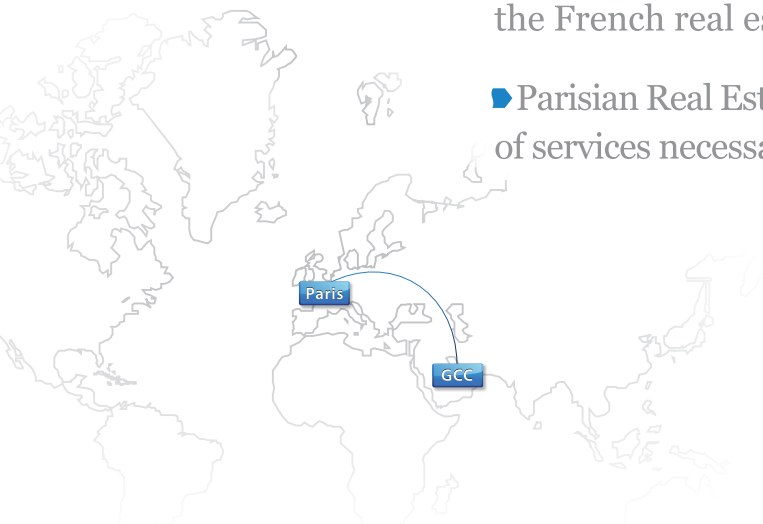 the French real es
Parisian Real Est
of services necessa
Paris
GCC